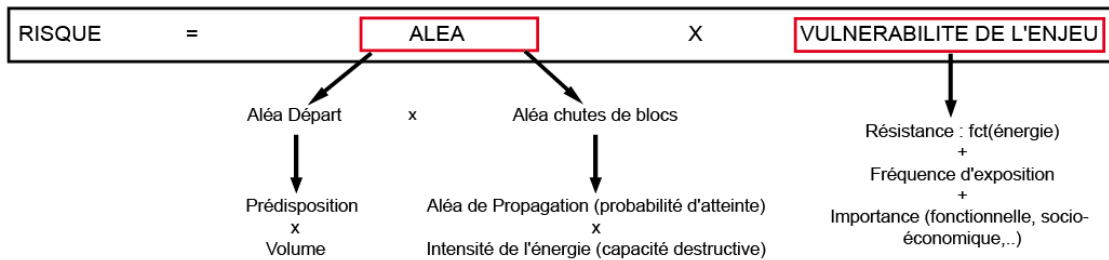 RISQUE = ALEA X VULNERABILITE DE L'ENJEU
Aléa Départ x Aléa chutes de blocs
Prédisposition
x
Volume
Aléa de Propagation (probabilité d'atteinte)
x
Intensité de l'énergie (capacité destructive)
Résistance : fct(énergie)
+
Fréquence d'exposition
+
Importance (fonctionnelle, socio-
économique,..)